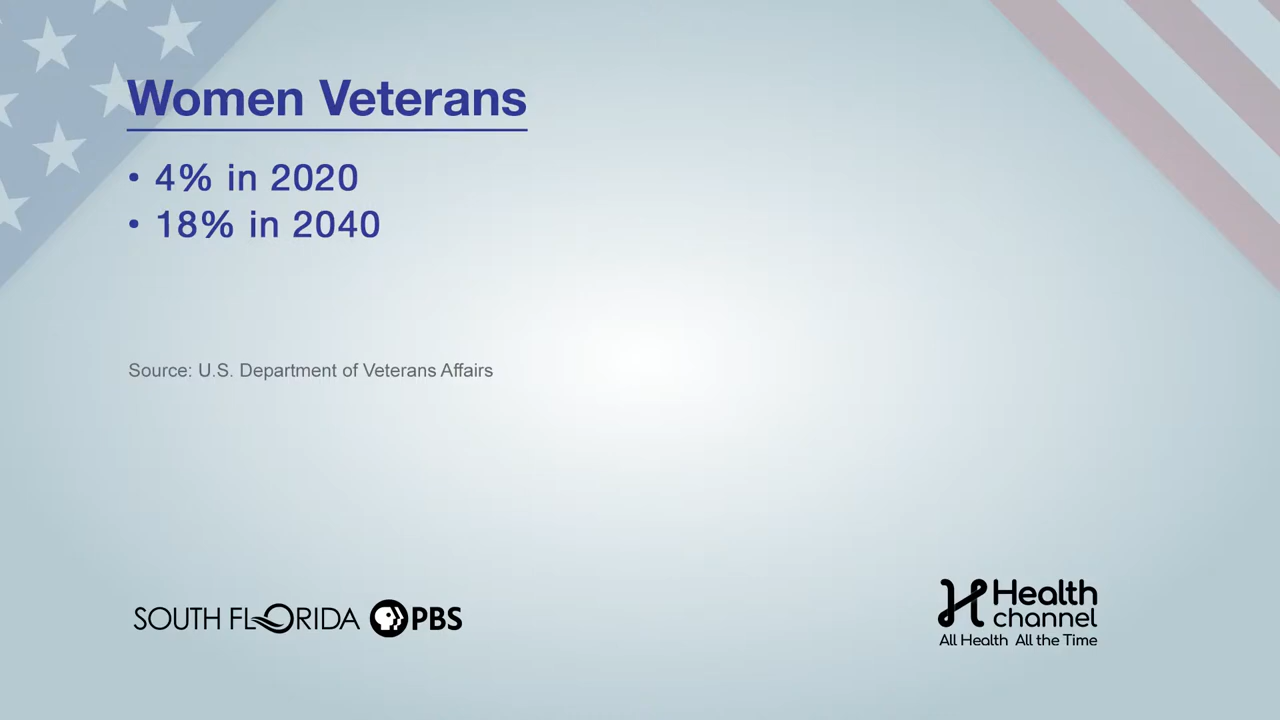 Women Veterans
• 4% in 2020
• 18% in 2040
Source: U.S. Department of Veterans Affairs
SOUTH FLORIDA PBS
Health
channel
All Health All the Time